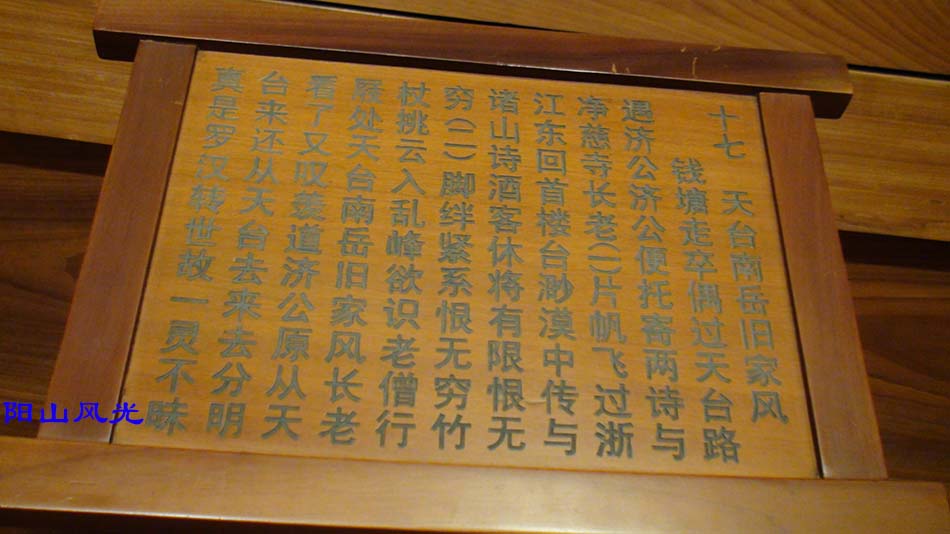 十七 天台南岳旧家风
钱塘走卒偶过天台路
遇济公济公便托寄两诗与
净慈寺长老(一)片帆飞过浙
江东回首楼台渺漠中传与
诸山诗酒客休将有限恨无
穷(二)脚绊紧系恨无穷竹
杖挑云入乱峰欲识老僧行
履处天台南岳旧家风长老
看了又叹羡道济公原从天
台来还从天台去来去分明
真是罗汉转世故一灵不昧
阳山风光